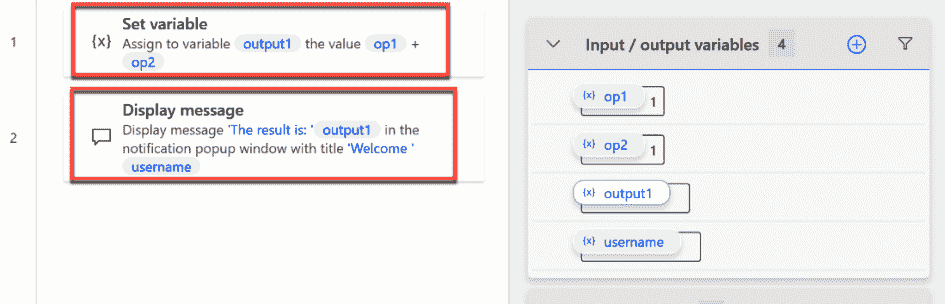 1
Set variable
{x} Assign to variable output1 the value op1 +
op2
2
Display message
Display message 'The result is: ' output1 in the
notification popup window with title 'Welcome '
username
Input / output variables 4
{x} op1 1
{x} op2 1
{x} output1
{x} username